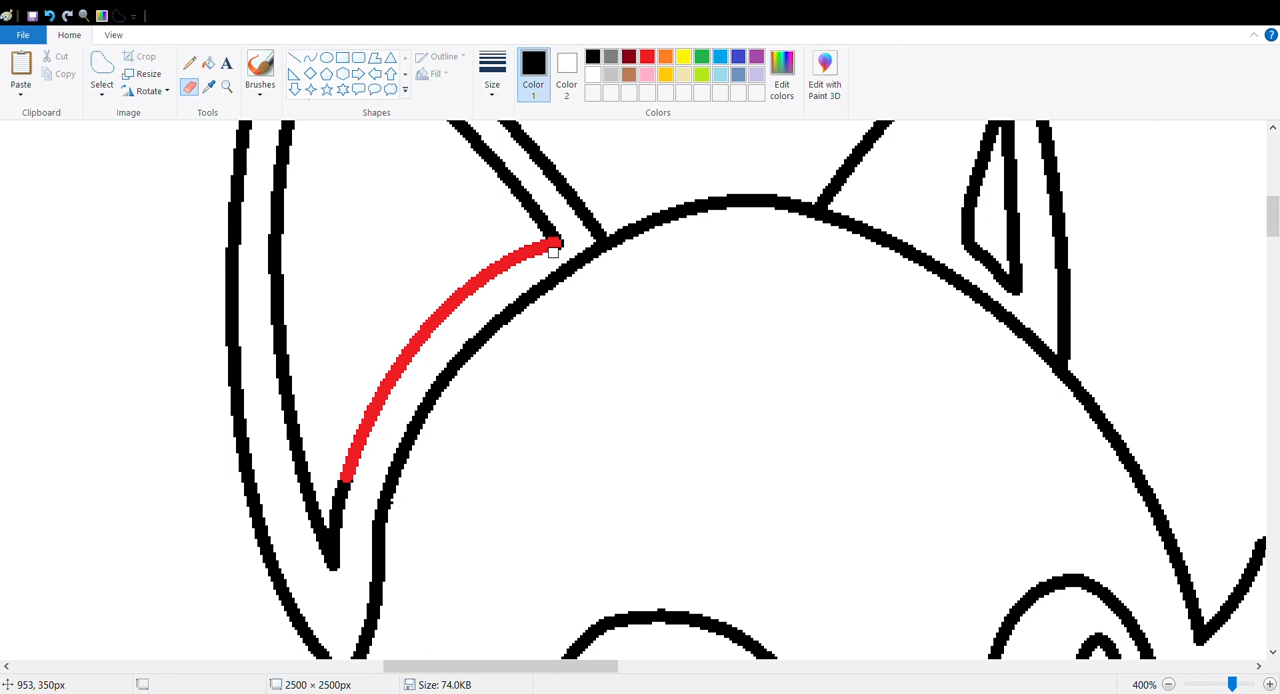 File Home View
Paste
Cut
Copy
Clipboard
Select
Crop
Resize
Rotate
Image
A
Tools
Brushes
Outline
Fill
Shapes
Size
Color
1
Color
2
Edit
colors
Colors
Edit with
Paint 3D
953, 350px
2500 × 2500px
Size: 74.0KB
400%